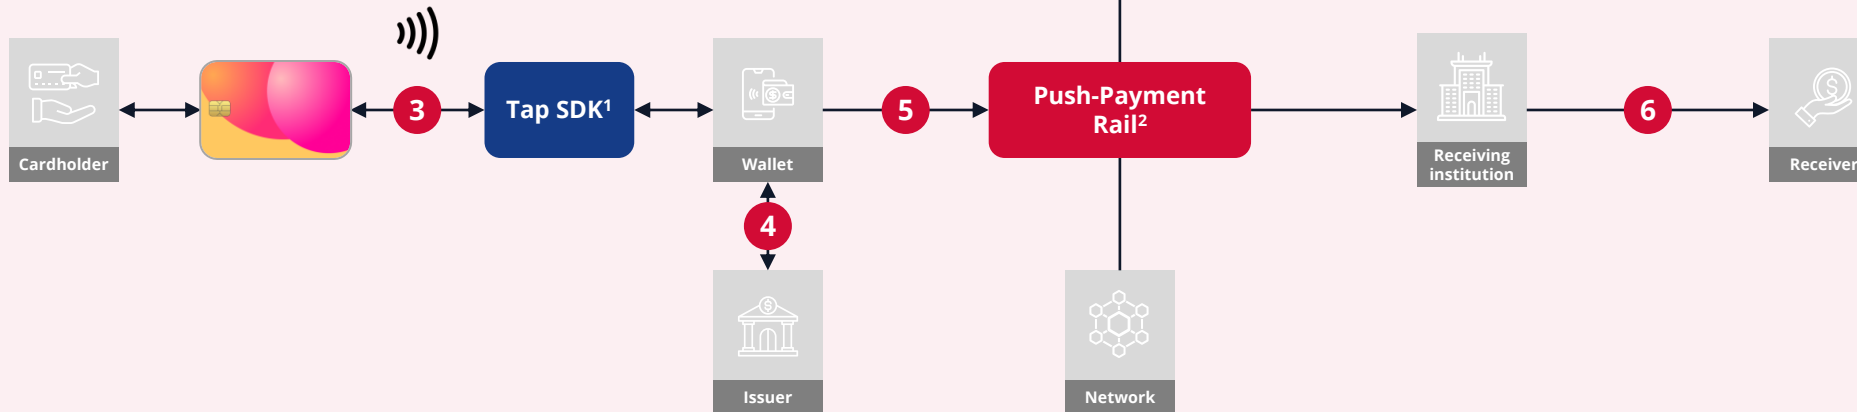 3
Tap SDK¹
5
Push-Payment
Rail²
6
Cardholder
Wallet
Receiving
institution
Receiver
4
Issuer
Network